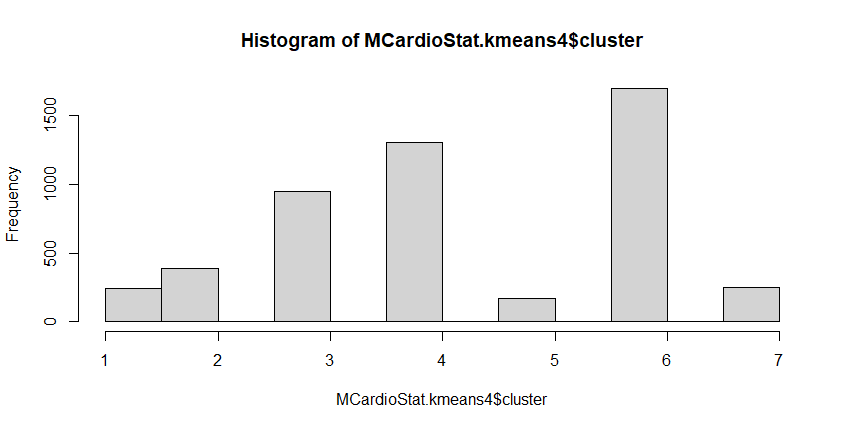 Histogram of MCardioStat.kmeans4$cluster
1500
1000
500
0
Frequency
1 2 3 4 5 6 7
MCardioStat.kmeans4$cluster